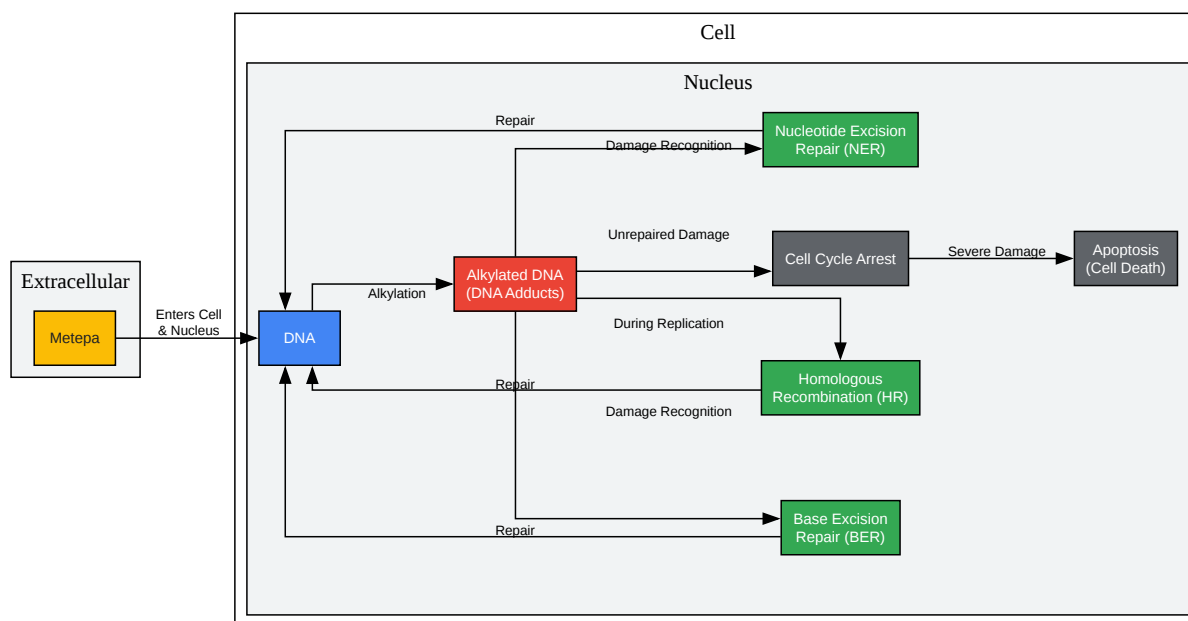 Cell
Nucleus
Repair
Nucleotide Excision
Repair (NER)
Damage Recognition
Unrepaired Damage
Cell Cycle Arrest
Severe Damage
Apoptosis
(Cell Death)
Extracellular
Alkylated DNA
(DNA Adducts)
Alkylation
Enters Cell
& Nucleus
Metepa
DNA
During Replication
Homologous
Recombination (HR)
Repair
Damage Recognition
Base Excision
Repair (BER)
Repair